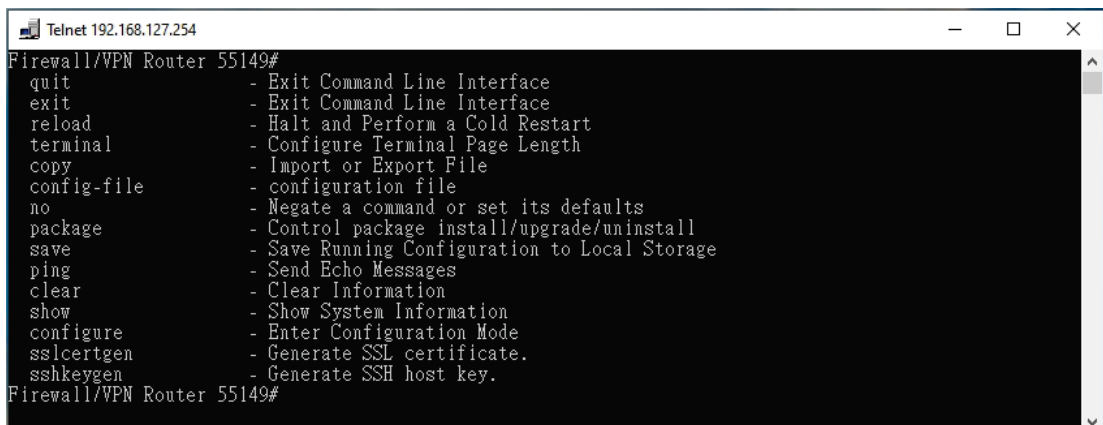 Telnet 192.168.127.254
Firewall/VPN Router 55149#
quit - Exit Command Line Interface
exit - Exit Command Line Interface
reload - Halt and Perform a Cold Restart
terminal - Configure Terminal Page Length
copy - Import or Export File
config-file - configuration file
no - Negate a command or set its defaults
package - Control package install/upgrade/uninstall
save - Save Running Configuration to Local Storage
ping - Send Echo Messages
clear - Clear Information
show - Show System Information
configure - Enter Configuration Mode
sslcertgen - Generate SSL certificate.
sshkeygen - Generate SSH host key.
Firewall/VPN Router 55149#